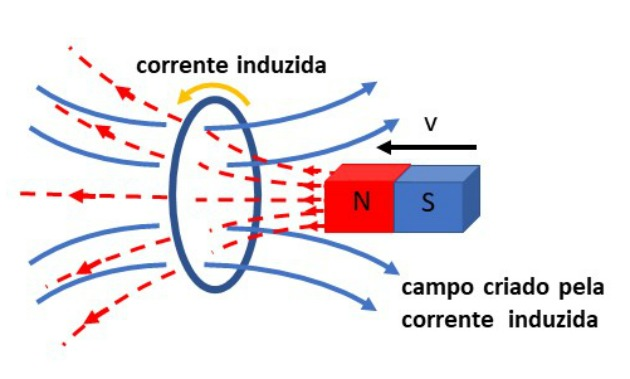 corrente induzida
v
N S
campo criado pela
corrente induzida